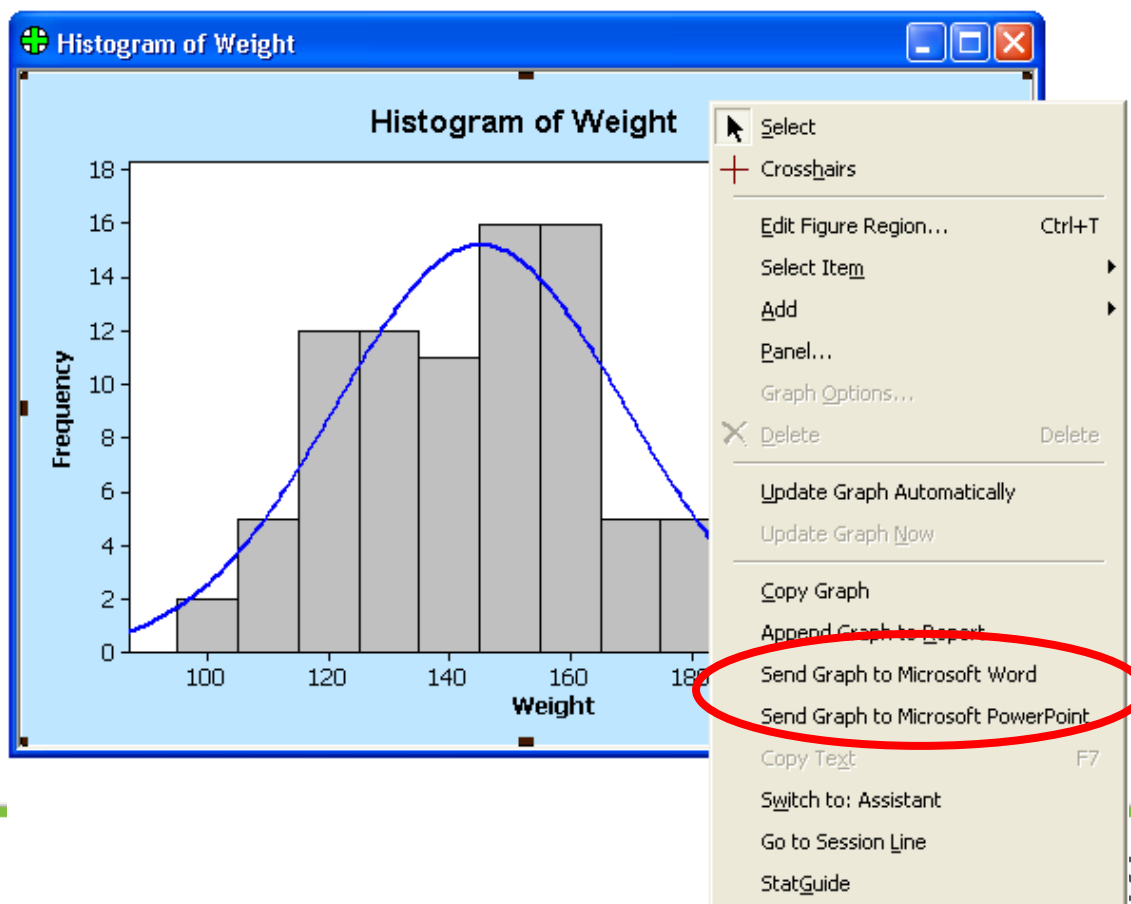 Histogram of Weight
Histogram of Weight
18
16
14
12
10
8
6
4
2
0
Frequency
100 120 140 160 180
Weight
Select
Crosshairs
Edit Figure Region... Ctrl+T
Select Item
Add
Panel...
Graph Options...
Delete Delete
Update Graph Automatically
Update Graph Now
Copy Graph
Append Graph to Report
Send Graph to Microsoft Word
Send Graph to Microsoft PowerPoint
Copy Text F7
Switch to: Assistant
Go to Session Line
StatGuide